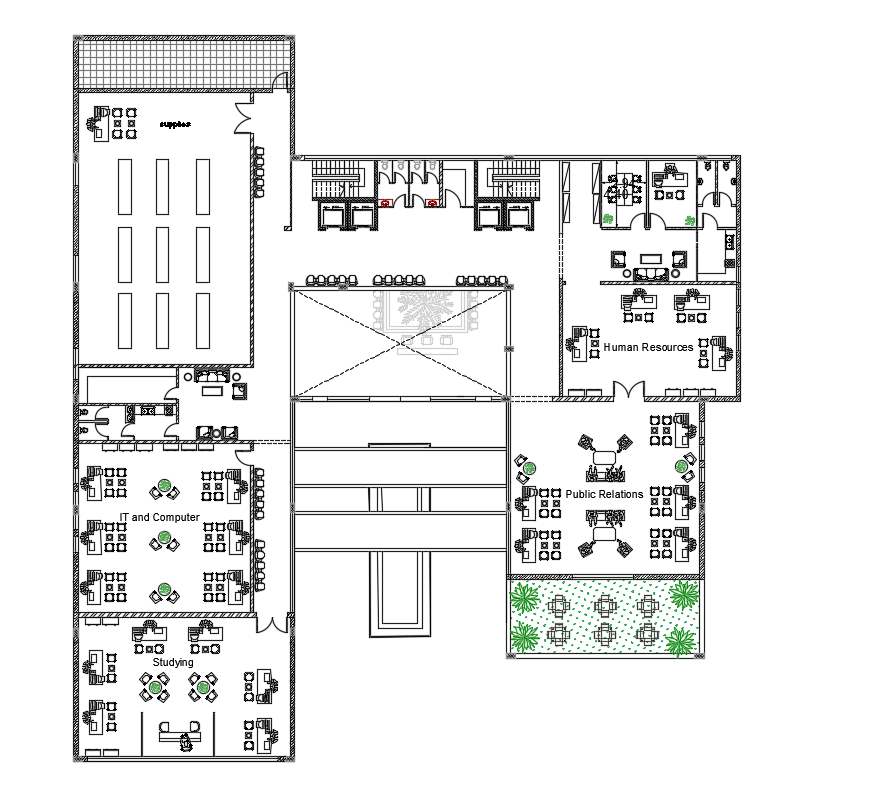 supplies
Human Resources
Public Relations
IT and Computer
Studying